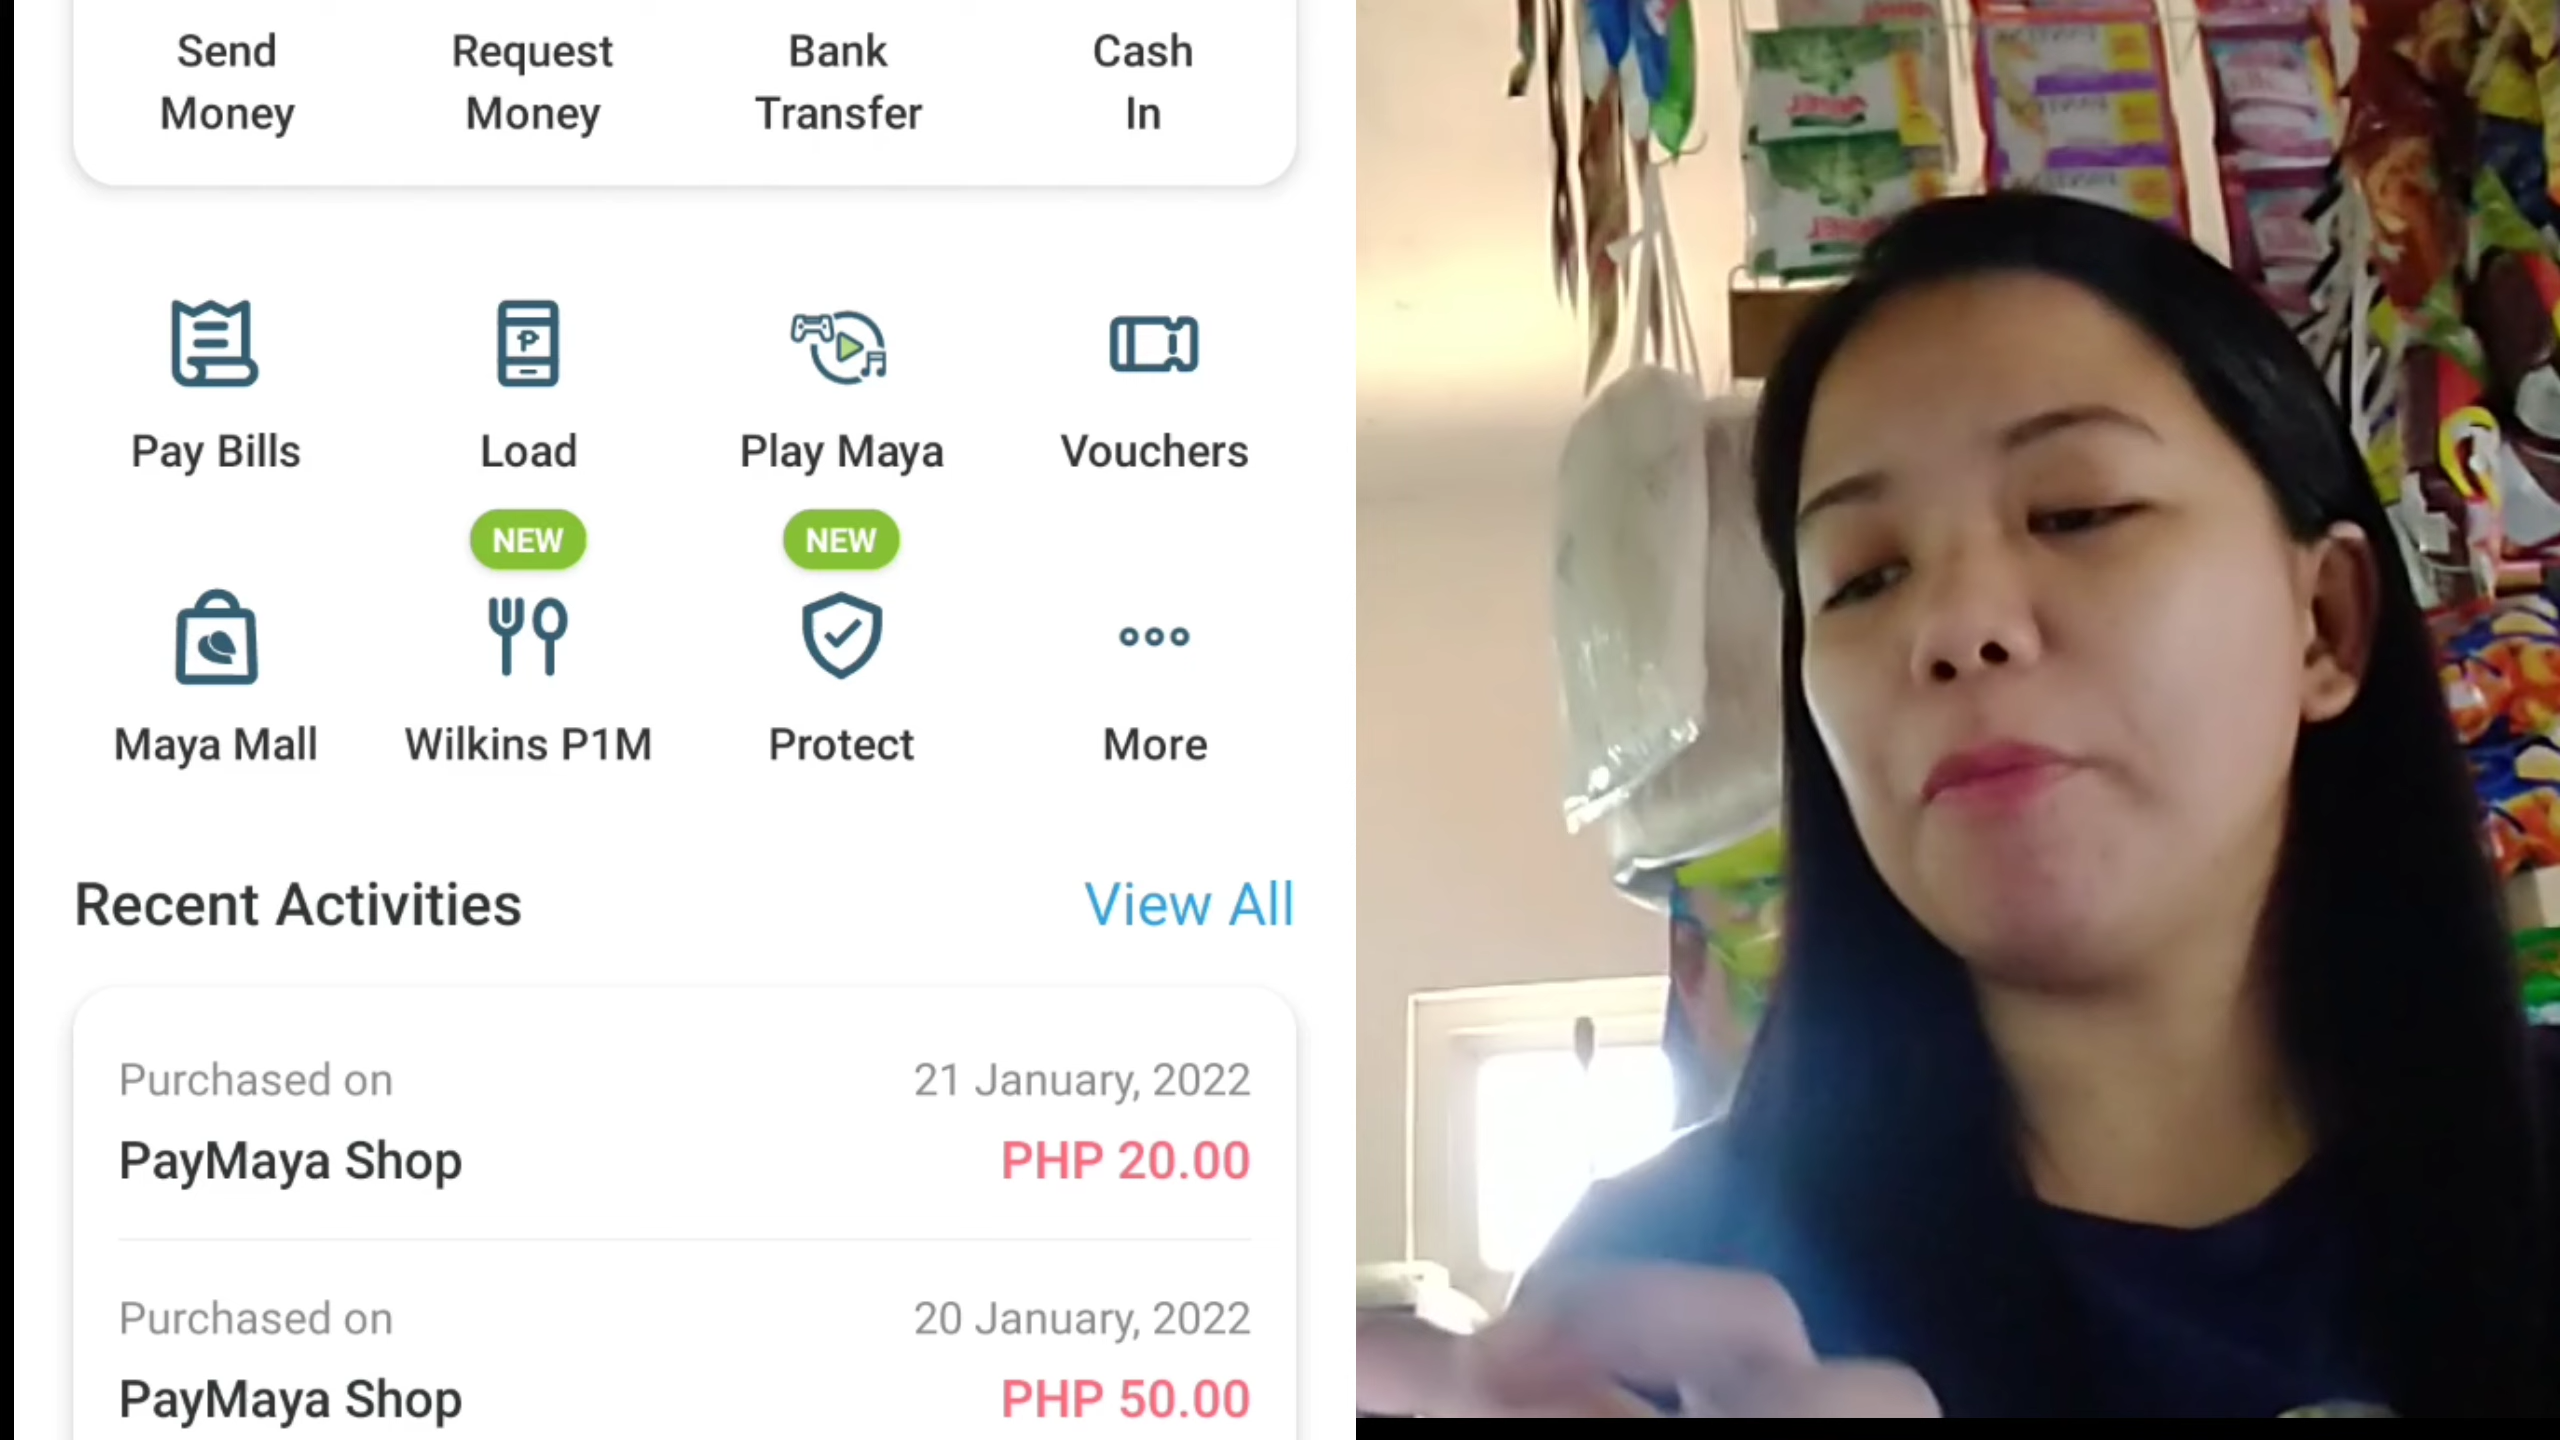 Send Request Bank Cash
Money Money Transfer In
Pay Bills Load Play Maya Vouchers
NEW NEW
Maya Mall Wilkins P1M Protect More
Recent Activities View All
Purchased on 21 January, 2022
PayMaya Shop PHP 20.00
Purchased on 20 January, 2022
PayMaya Shop PHP 50.00